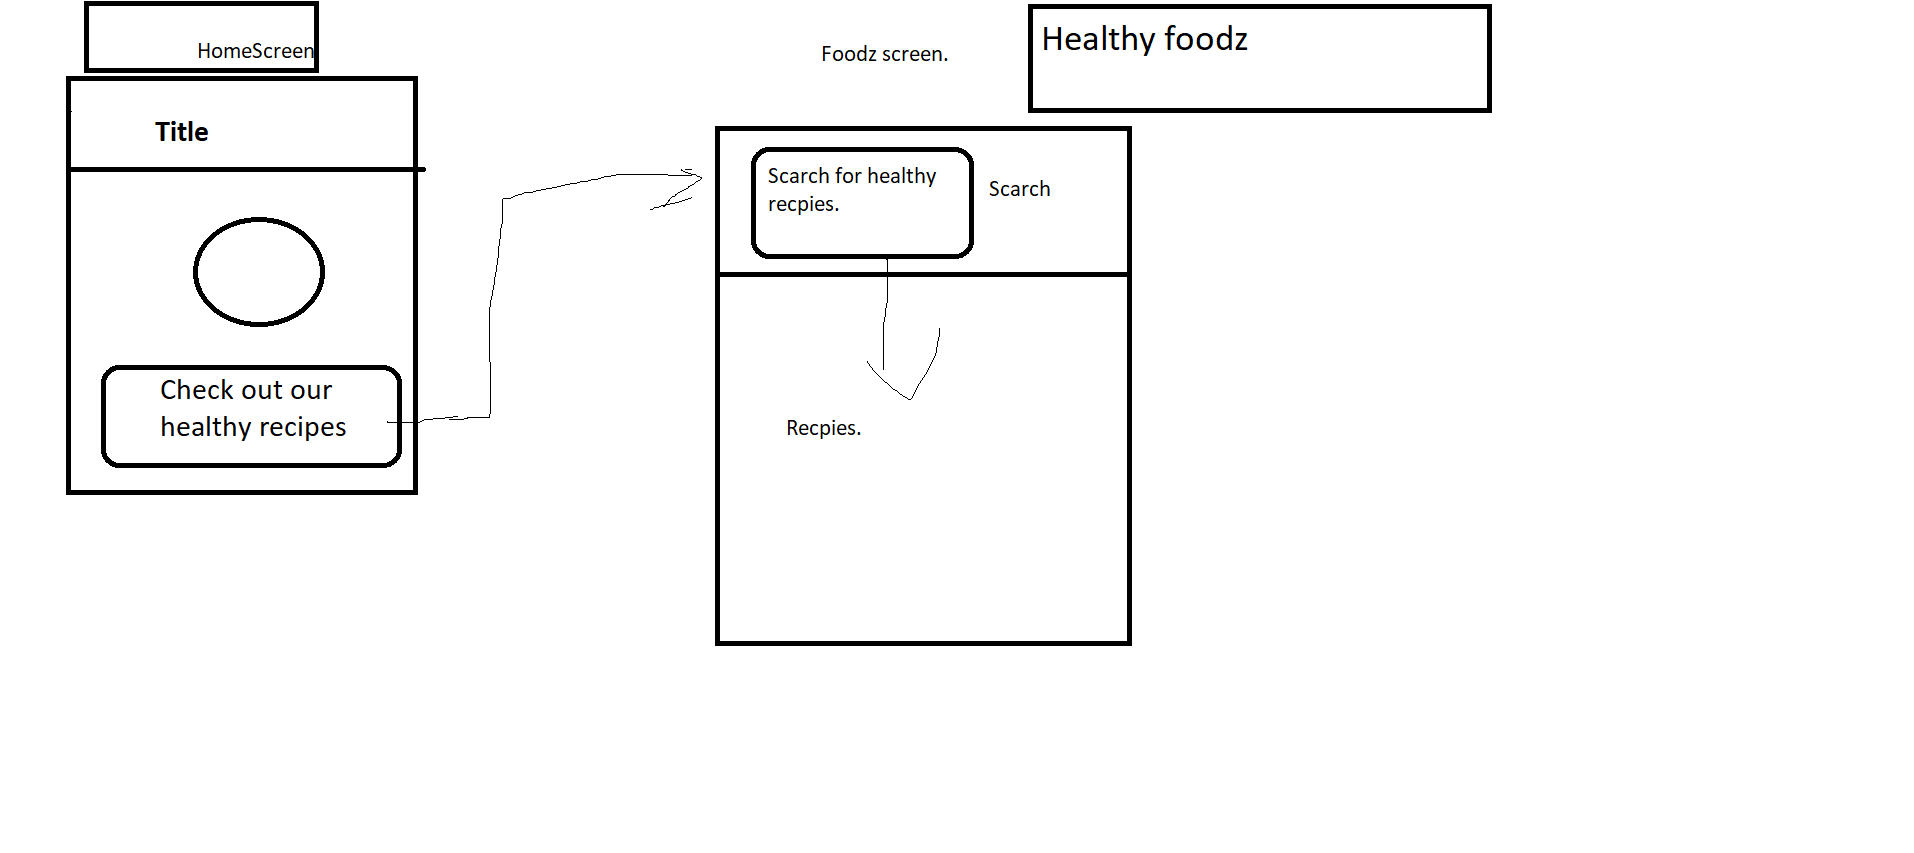 HomeScreen
Title
Check out our
healthy recipes
Foodz screen.
Healthy foodz
Scarch for healthy
recpies.
Scarch
Recpies.